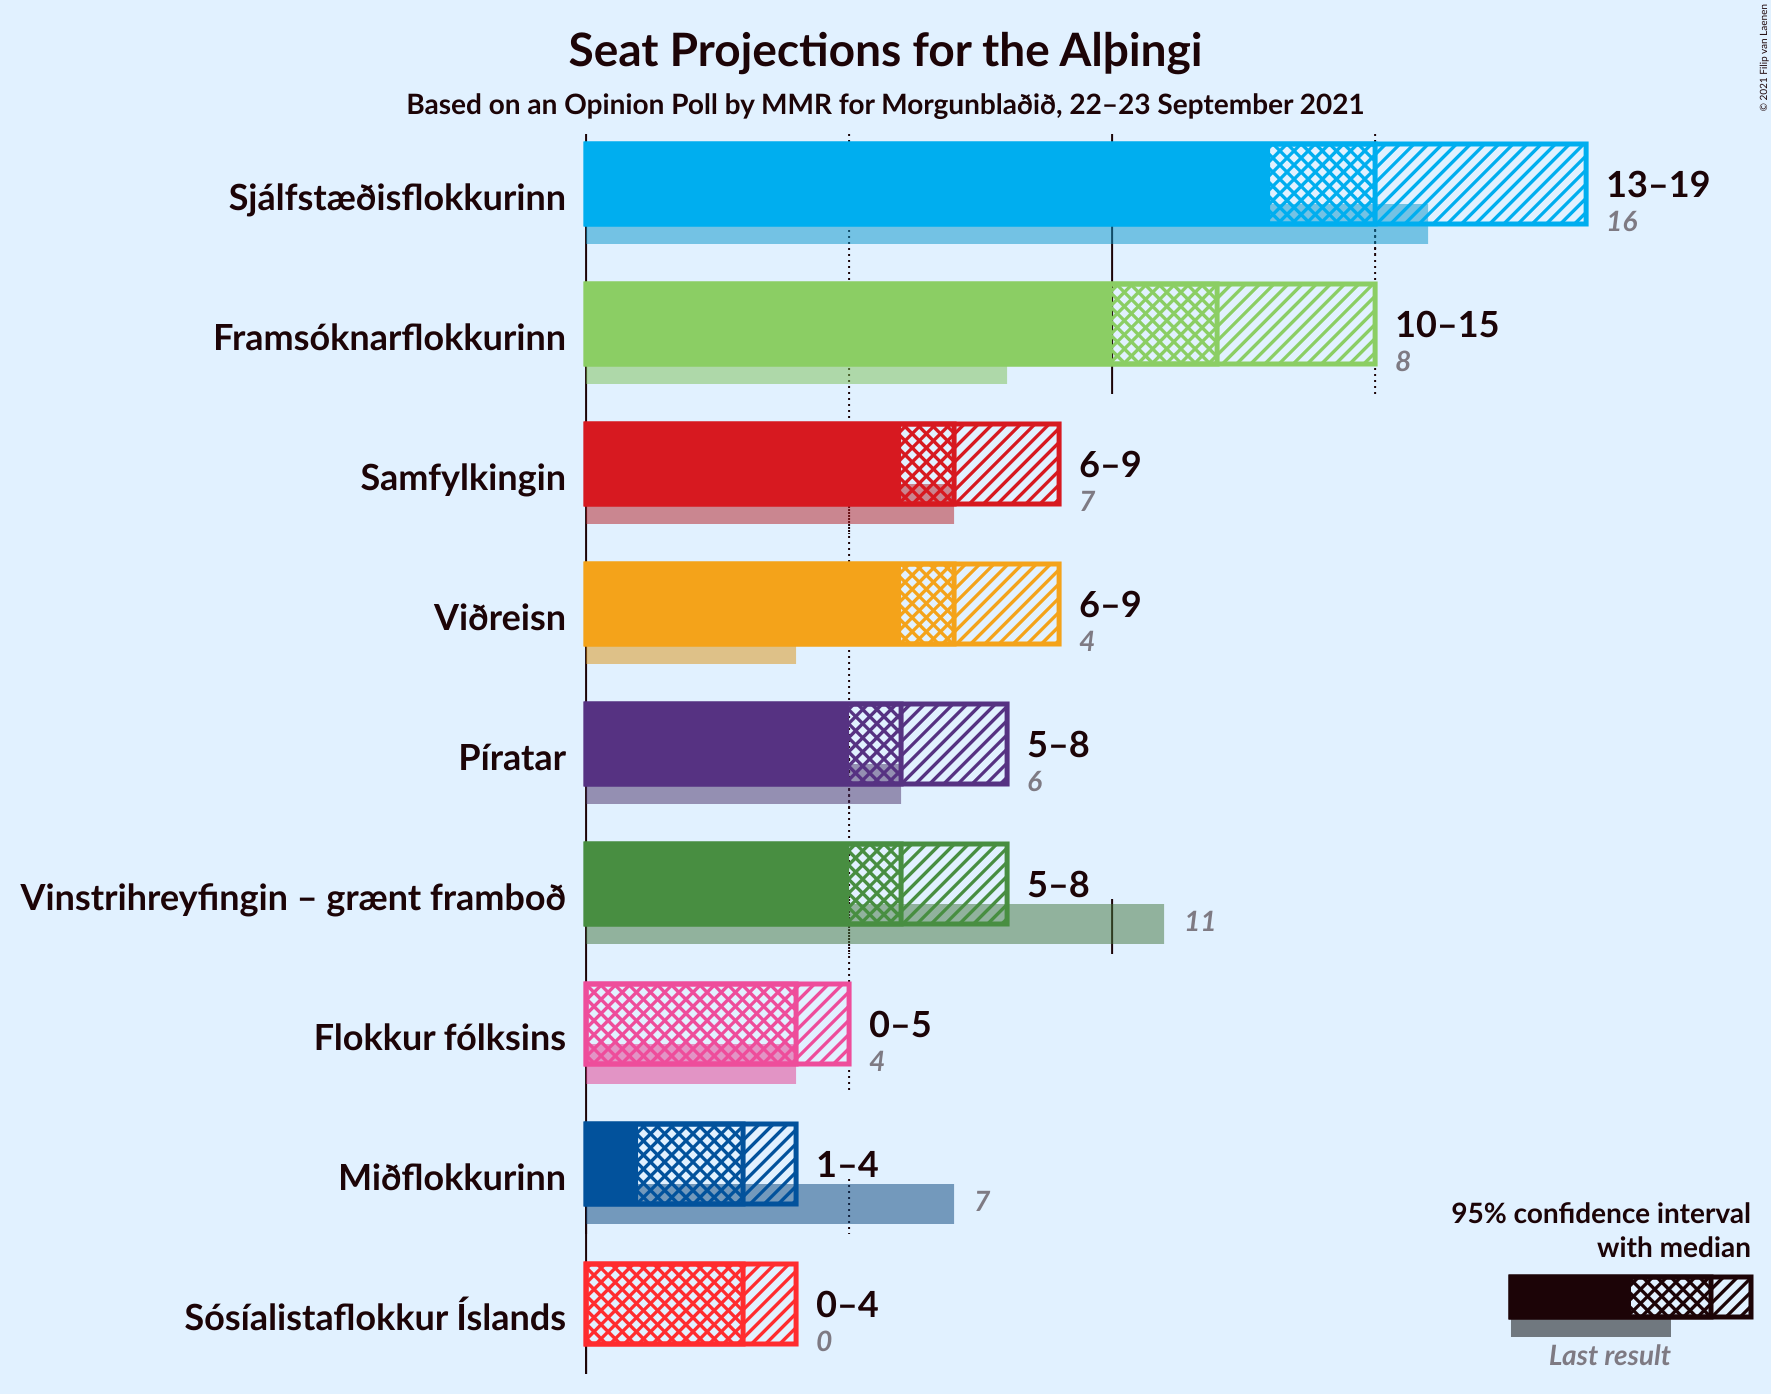 Seat Projections for the Alþingi
Based on an Opinion Poll by MMR for Morgunblaðið, 22–23 September 2021
© 2021 Filip van Laenen
Sjálfstæðisflokkurinn
13–19
16
Framsóknarflokkurinn
10–15
8
Samfylkingin
6–9
7
Viðreisn
6–9
4
Píratar
5–8
6
Vinstrihreyfingin – grænt framboð
5–8
11
Flokkur fólksins
0–5
4
Miðflokkurinn
1–4
7
Sósíalistaflokkur Íslands
0–4
0
95% confidence interval
with median
Last result